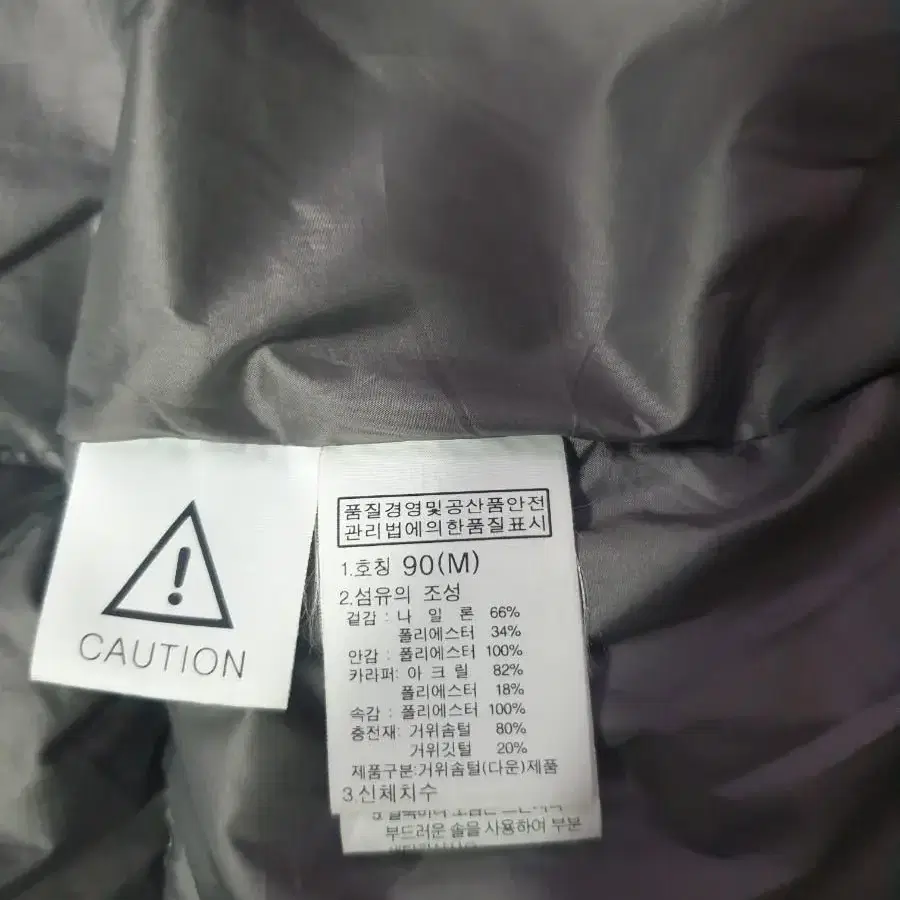 CAUTION
품질경영및공산품안전
관리법에의한품질표시
1.호칭 90(M)
2.섬유의 조성
겉감 : 나 일 론 66%
폴리에스터 34%
안감 : 폴리에스터 100%
카라퍼: 아 크 릴 82%
폴리에스터 18%
속감 : 폴리에스터 100%
충전재: 거위솜털 80%
거위깃털 20%
제품구분:거위솜털(다운)제품
3.신체치수
부드러운 솔을 사용하여 부분